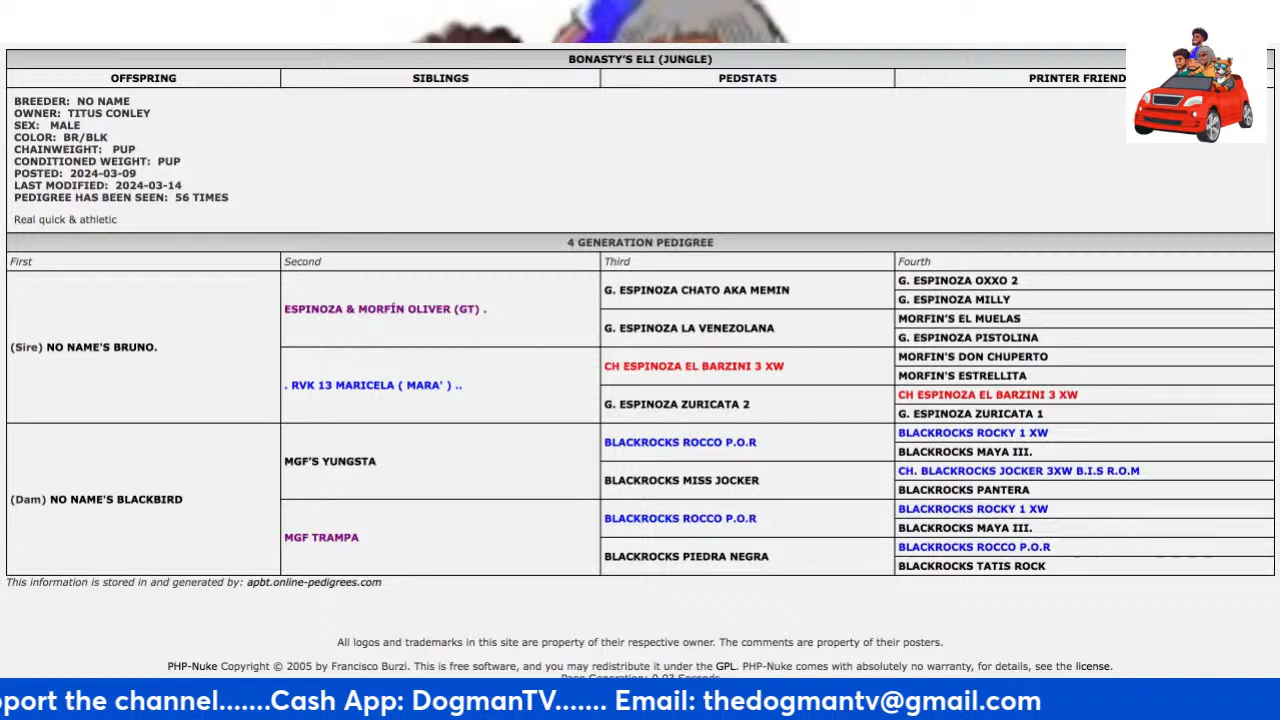 BONASTY'S ELI (JUNGLE)
OFFSPRING SIBLINGS PEDSTATS PRINTER FRIEND
BREEDER: NO NAME
OWNER: TITUS CONLEY
SEX: MALE
COLOR: BR/BLK
CHAINWEIGHT: PUP
CONDITIONED WEIGHT: PUP
POSTED: 2024-03-09
LAST MODIFIED: 2024-03-14
PEDIGREE HAS BEEN SEEN: 56 TIMES
Real quick & athletic
4 GENERATION PEDIGREE
First Second Third Fourth
(Sire) NO NAME'S BRUNO.
ESPINOZA & MORFÍN OLIVER (GT) .
G. ESPINOZA CHATO AKA MEMIN
G. ESPINOZA OXXO 2
G. ESPINOZA MILLY
G. ESPINOZA LA VENEZOLANA
MORFIN'S EL MUELAS
G. ESPINOZA PISTOLINA
. RVK 13 MARICELA ( MARA' ) ..
CH ESPINOZA EL BARZINI 3 XW
MORFIN'S DON CHUPERTO
MORFIN'S ESTRELLITA
G. ESPINOZA ZURICATA 2
CH ESPINOZA EL BARZINI 3 XW
G. ESPINOZA ZURICATA 1
(Dam) NO NAME'S BLACKBIRD
MGF'S YUNGSTA
BLACKROCKS ROCCO P.O.R
BLACKROCKS ROCKY 1 XW
BLACKROCKS MAYA III.
BLACKROCKS MISS JOCKER
CH. BLACKROCKS JOCKER 3XW B.I.S R.O.M
BLACKROCKS PANTERA
MGF TRAMPA
BLACKROCKS ROCCO P.O.R
BLACKROCKS ROCKY 1 XW
BLACKROCKS MAYA III.
BLACKROCKS PIEDRA NEGRA
BLACKROCKS ROCCO P.O.R
BLACKROCKS TATIS ROCK
This information is stored in and generated by: apbt.online-pedigrees.com
All logos and trademarks in this site are property of their respective owner. The comments are property of their posters.
PHP-Nuke Copyright © 2005 by Francisco Burzi. This is free software, and you may redistribute it under the GPL. PHP-Nuke comes with absolutely no warranty, for details, see the license.
pport the channel.......Cash App: DogmanTV....... Email: thedogmantv@gmail.com